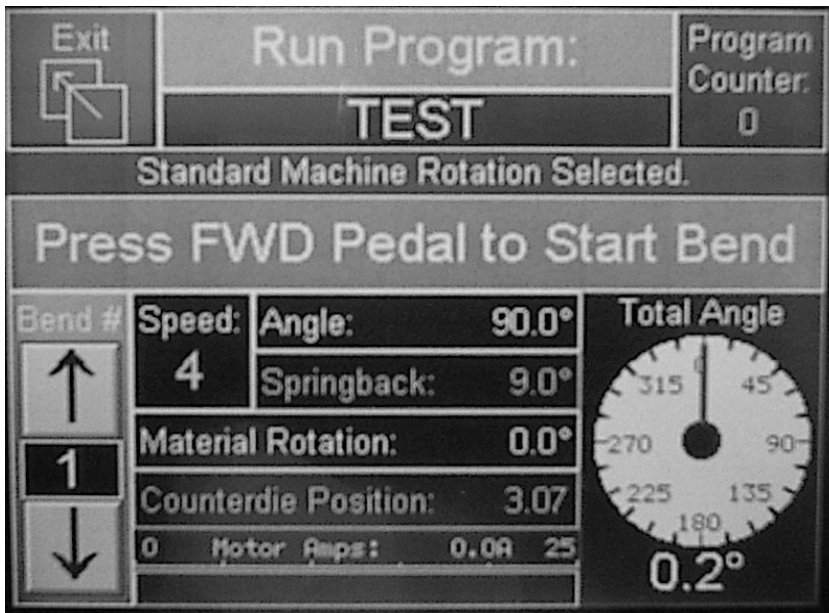 Exit
Run Program:
TEST
Program
Counter:
0
Standard Machine Rotation Selected.
Press FWD Pedal to Start Bend
Bend #
1
Speed:
4
Angle: 90.0°
Springback: 9.0°
Material Rotation: 0.0°
Counterdie Position: 3.07
0 Motor Amps: 0.0A 25
Total Angle
0
315 45
270 90
225 135
180
0.2°